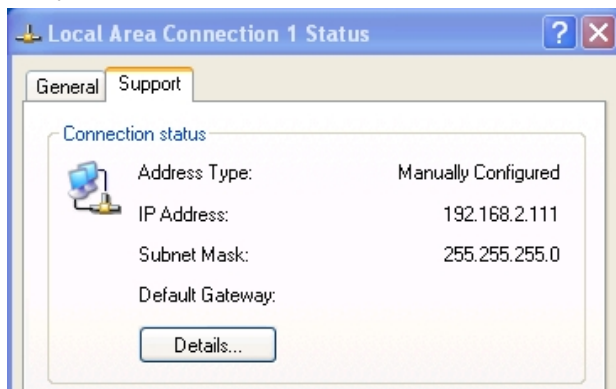 Local Area Connection 1 Status
General Support
Connection status
Address Type: Manually Configured
IP Address: 192.168.2.111
Subnet Mask: 255.255.255.0
Default Gateway:
Details...